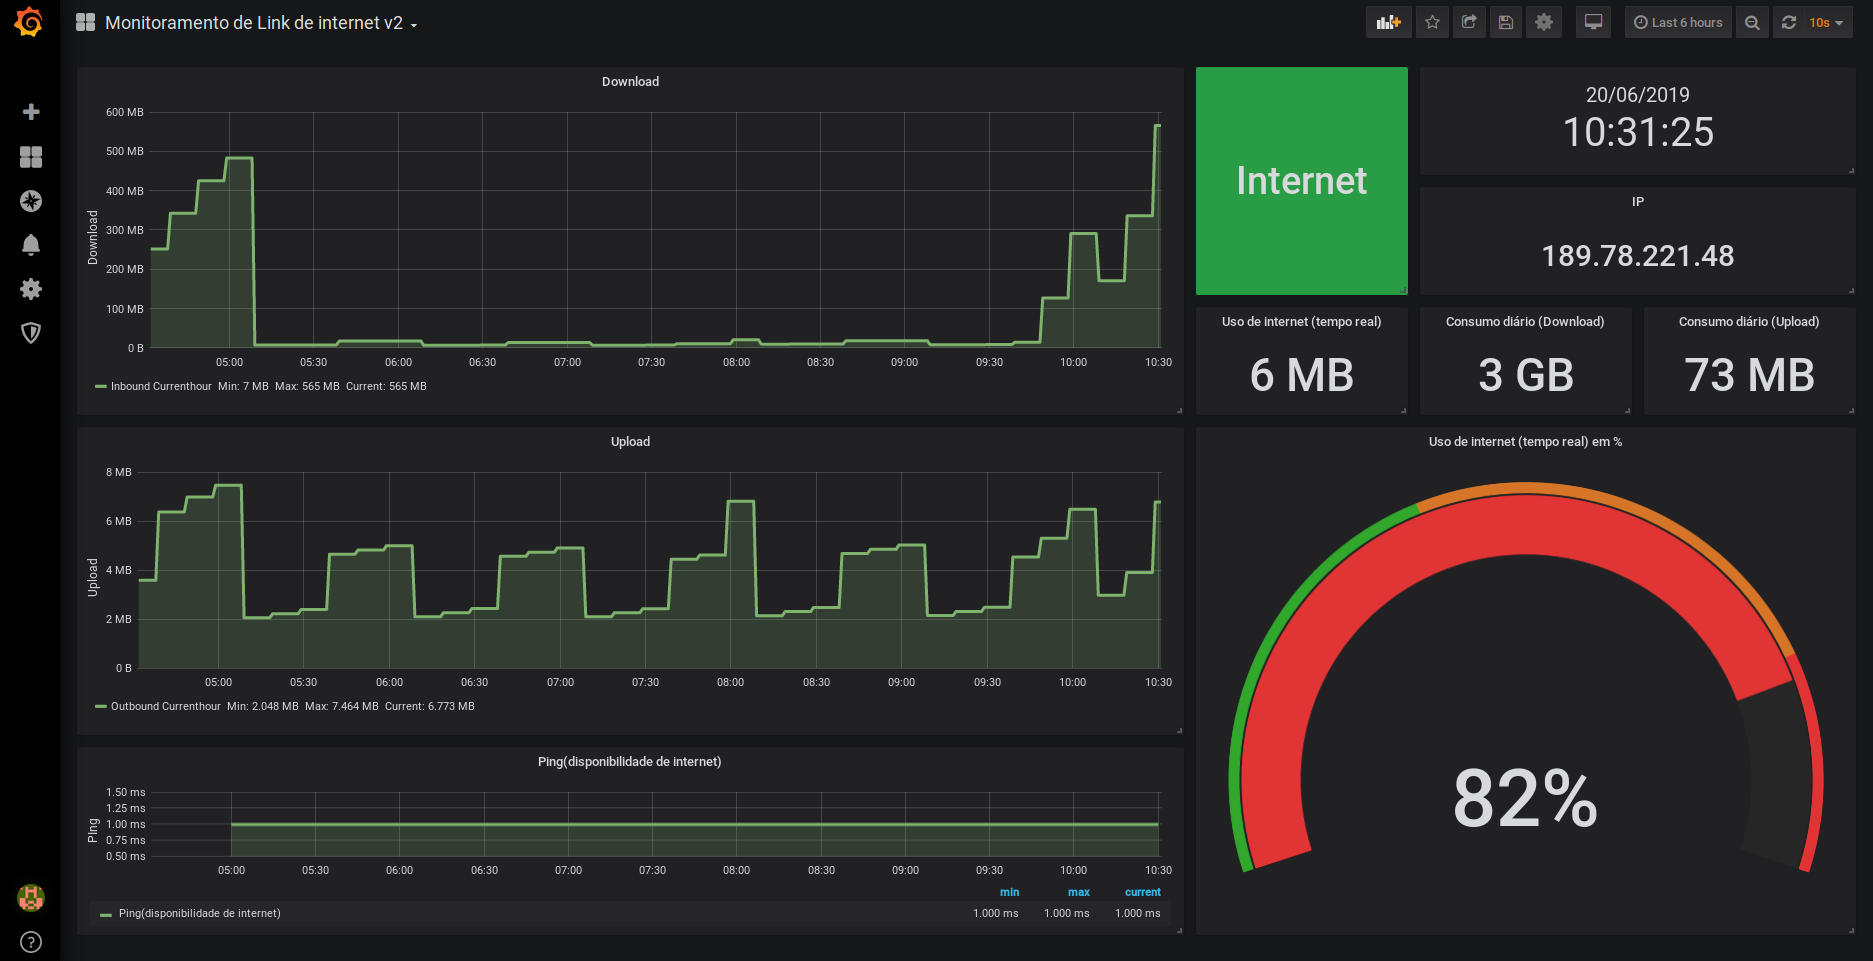 Monitoramento de Link de internet v2
Last 6 hours
10s
Download
600 MB
500 MB
400 MB
300 MB
200 MB
100 MB
0 B
Download
05:00 05:30 06:00 06:30 07:00 07:30 08:00 08:30 09:00 09:30 10:00 10:30
Inbound Currenthour Min: 7 MB Max: 565 MB Current: 565 MB
Internet
20/06/2019
10:31:25
IP
189.78.221.48
Uso de internet (tempo real)
6 MB
Consumo diário (Download)
3 GB
Consumo diário (Upload)
73 MB
Upload
8 MB
6 MB
4 MB
2 MB
0 B
Upload
05:00 05:30 06:00 06:30 07:00 07:30 08:00 08:30 09:00 09:30 10:00 10:30
Outbound Currenthour Min: 2.048 MB Max: 7.464 MB Current: 6.773 MB
Uso de internet (tempo real) em %
82%
Ping(disponibilidade de internet)
1.50 ms
1.25 ms
1.00 ms
0.75 ms
0.50 ms
PIng
05:00 05:30 06:00 06:30 07:00 07:30 08:00 08:30 09:00 09:30 10:00 10:30
min max current
Ping(disponibilidade de internet) 1.000 ms 1.000 ms 1.000 ms